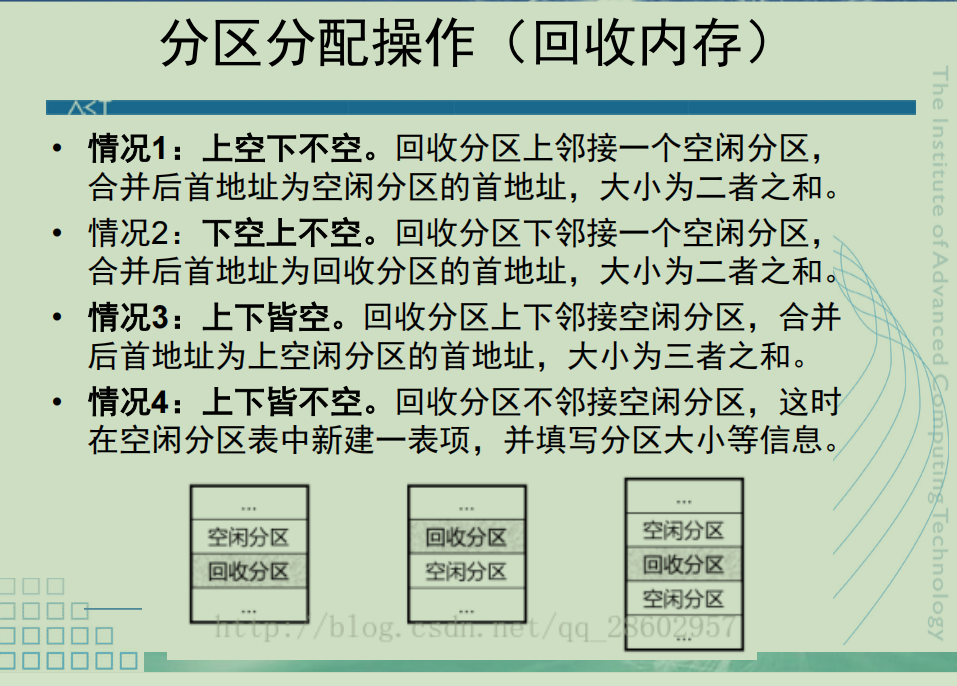 分区分配操作（回收内存）
ACT
• 情况1：上空下不空。回收分区上邻接一个空闲分区，
合并后首地址为空闲分区的首地址，大小为二者之和。
• 情况2：下空上不空。回收分区下邻接一个空闲分区，
合并后首地址为回收分区的首地址，大小为二者之和。
• 情况3：上下皆空。回收分区上下邻接空闲分区，合并
后首地址为上空闲分区的首地址，大小为三者之和。
• 情况4：上下皆不空。回收分区不邻接空闲分区，这时
在空闲分区表中新建一表项，并填写分区大小等信息。
...
空闲分区
回收分区
...
...
回收分区
空闲分区
...
...
空闲分区
回收分区
空闲分区
...
http://blog.csdn.net/qq_28602957
The Institute of Advanced Computing Technology